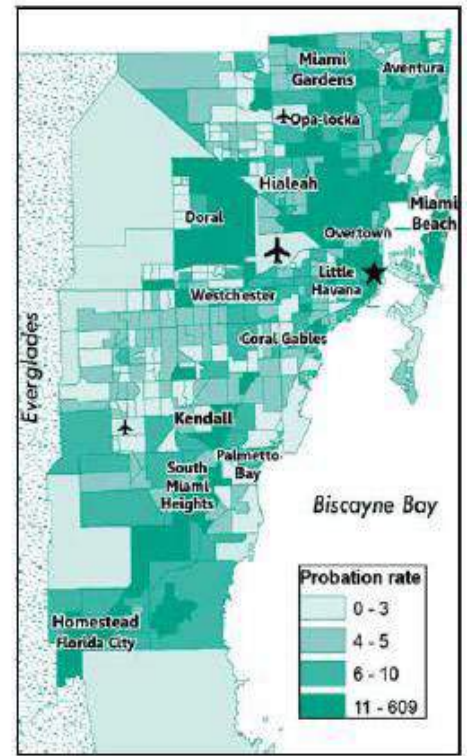 Miami
Gardens
Aventura
Opa-locka
Hialeah
Miami
Beach
Doral
Overtown
Little
Havana
Westchester
Coral Gables
Everglades
Kendall
Palmetto
Bay
South
Miami
Heights
Biscayne Bay
Homestead
Florida City
Probation rate
0 - 3
4 - 5
6 - 10
11 - 609